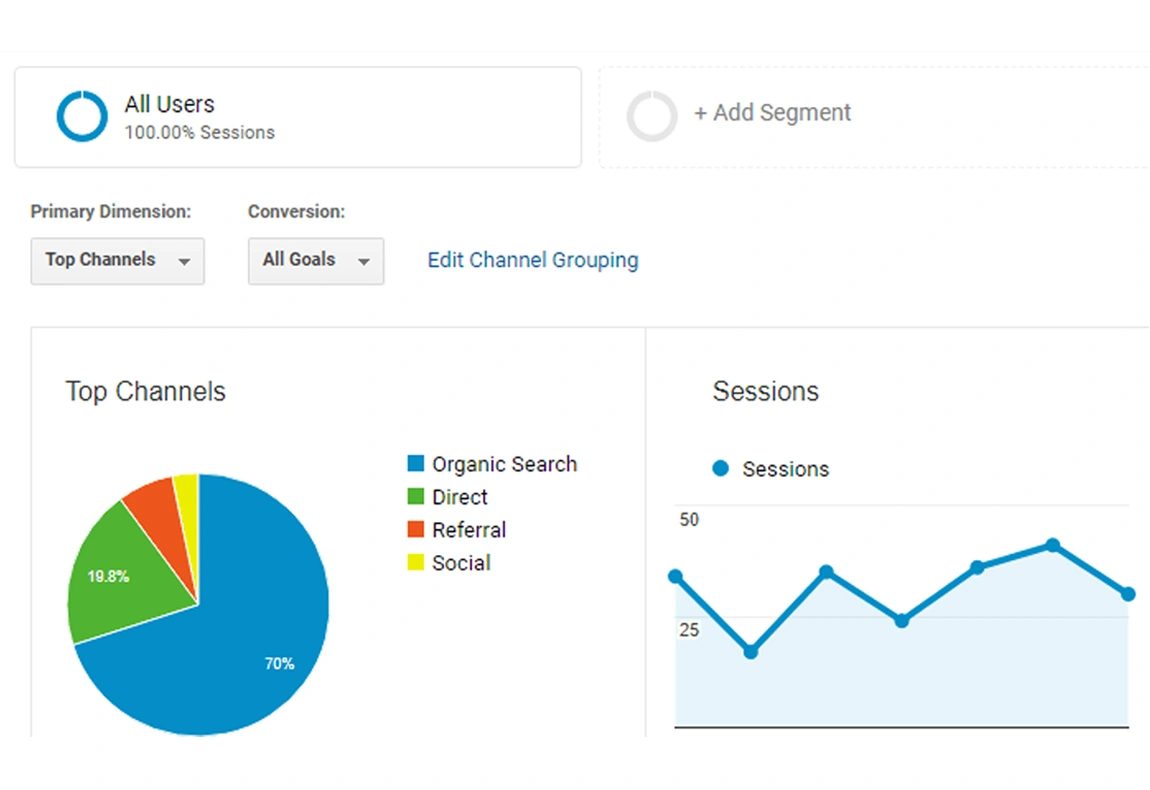 All Users
100.00% Sessions
+ Add Segment
Primary Dimension:
Conversion:
Top Channels
All Goals
Edit Channel Grouping
Top Channels
Organic Search
Direct
Referral
Social
19.8%
70%
Sessions
Sessions
50
25